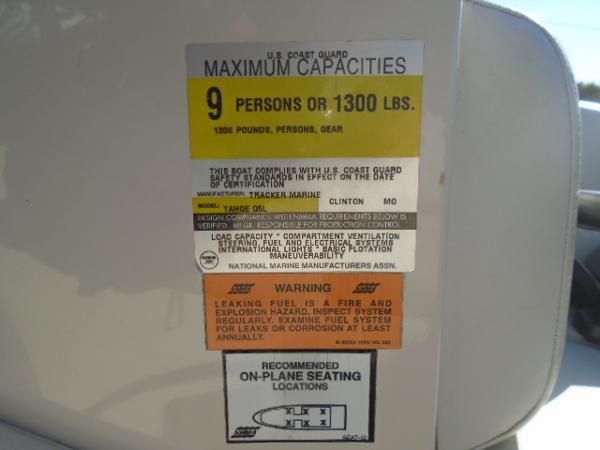 U.S. COAST GUARD
MAXIMUM CAPACITIES
9 PERSONS OR 1300 LBS.
1300 POUNDS, PERSONS, GEAR
THIS BOAT COMPLIES WITH U.S. COAST GUARD
SAFETY STANDARDS IN EFFECT ON THE DATE
OF CERTIFICATION
MANUFACTURER: TRACKER MARINE
CLINTON MO
MODEL: TAHOE Q5L
DESIGN COMPLIANCE WITH NMMA REQUIREMENTS BELOW IS
VERIFIED. MFGR. RESPONSIBLE FOR PRODUCTION CONTROL.
LOAD CAPACITY * COMPARTMENT VENTILATION
STEERING, FUEL AND ELECTRICAL SYSTEMS
INTERNATIONAL LIGHTS * BASIC FLOTATION
MANEUVERABILITY
NATIONAL MARINE MANUFACTURERS ASSN.
WARNING
LEAKING FUEL IS A FIRE AND
EXPLOSION HAZARD. INSPECT SYSTEM
REGULARLY. EXAMINE FUEL SYSTEM
FOR LEAKS OR CORROSION AT LEAST
ANNUALLY.
RECOMMENDED
ON-PLANE SEATING
LOCATIONS
X X X
X X X
SEAT-12